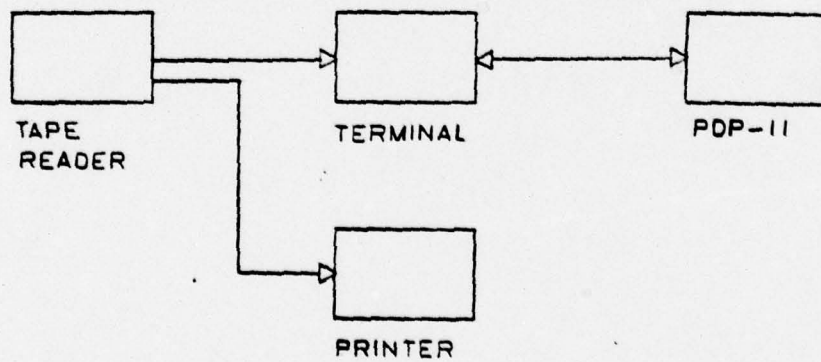 TAPE
READER
TERMINAL
PDP-11
PRINTER